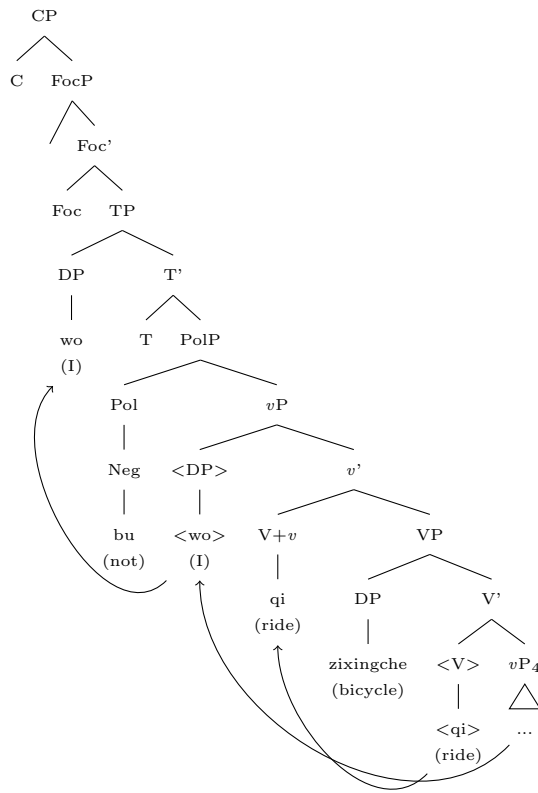 CP
C FocP
Foc'
Foc TP
DP T'
wo T PolP
(I)
Pol vP
Neg <DP> v'
bu <wo> V+v VP
(not) (I)
qi DP V'
(ride)
zixingche <V> vP4
(bicycle)
<qi> ...
(ride)